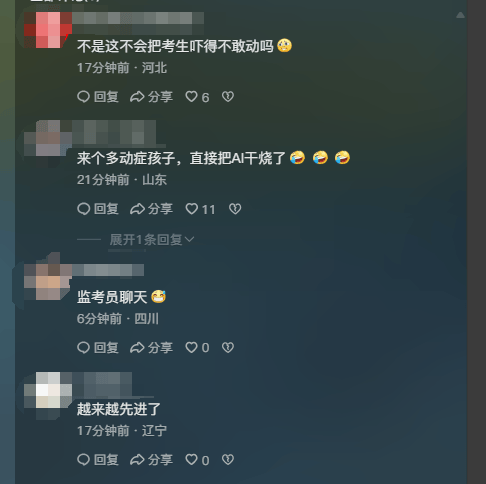 不是这不会把考生吓得不敢动吗🥹
17分钟前 · 河北
回复 分享 6
来个多动症孩子，直接把AI干烧了🤣🤣🤣
21分钟前 · 山东
回复 分享 11
展开1条回复
监考员聊天😅
6分钟前 · 四川
回复 分享 0
越来越先进了
17分钟前 · 辽宁
回复 分享 0